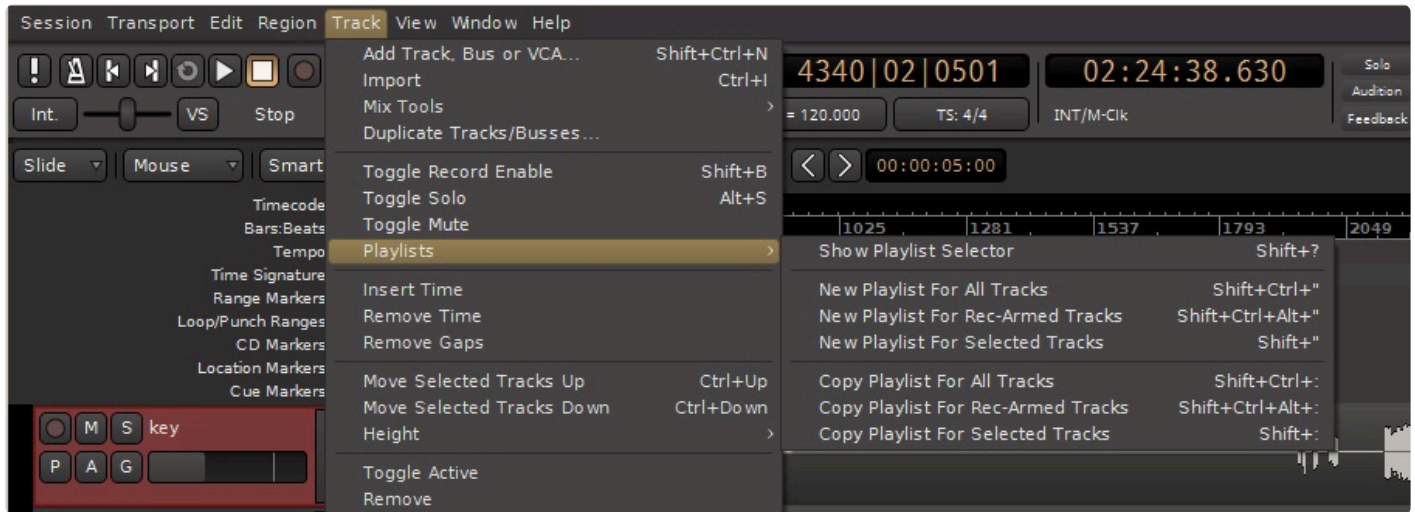 Session Transport Edit Region Track View Window Help
Add Track, Bus or VCA... Shift+Ctrl+N
Import Ctrl+I
Mix Tools
Duplicate Tracks/Busses...
Toggle Record Enable Shift+B
Toggle Solo Alt+S
Toggle Mute
Playlists
Insert Time
Remove Time
Remove Gaps
Move Selected Tracks Up Ctrl+Up
Move Selected Tracks Down Ctrl+Down
Height
Toggle Active
Remove
Show Playlist Selector Shift+?
New Playlist For All Tracks Shift+Ctrl+"
New Playlist For Rec-Armed Tracks Shift+Ctrl+Alt+"
New Playlist For Selected Tracks Shift+"
Copy Playlist For All Tracks Shift+Ctrl+:
Copy Playlist For Rec-Armed Tracks Shift+Ctrl+Alt+:
Copy Playlist For Selected Tracks Shift+:
4340|02|0501 02:24:38.630
Solo
Audition
Feedback
Int. VS Stop
= 120.000 TS: 4/4 INT/M-Clk
Slide Mouse Smart
00:00:05:00
Timecode
Bars:Beats
1025 1281 1537 1793 2049
Tempo
Time Signature
Range Markers
Loop/Punch Ranges
CD Markers
Location Markers
Cue Markers
M S key
P A G